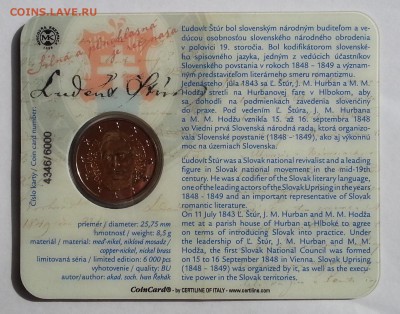 Сoins.lave.ru
Ľudovít Štúr bol slovenským národným buditeľom a ve-
dúcou osobnosťou slovenského národného obrodenia
v polovici 19. storočia. Bol kodifikátorom slovenské-
ho spisovného jazyka, jedným z vedúcich účastníkov
Slovenského povstania v rokoch 1848 - 1849 a význam-
ným predstaviteľom literárneho smeru romantizmu.
Jedenásteho júla 1843 sa Ľ. Štúr, J. M. Hurban a M. M.
Hodža stretli na Hurbanovej fare v Hlbokom, aby
sa dohodli na podmienkach zavedenia slovenčiny
do praxe. Pod vedením Ľ. Štúra, J. M. Hurbana
a M. M. Hodžu vznikla 15. až 16. septembra 1848
vo Viedni prvá Slovenská národná rada, ktorá organizo-
vala Slovenské povstanie (1848 - 1849), ako aj výkonnú
moc na územiach Slovenska.
Ľudovít Štúr was a Slovak national revivalist and a leading
figure in Slovak national movement in the mid-19th
century. He was a codifier of the Slovak literary language,
one of the leading actors of the Slovak Uprising in the years
1848 - 1849 and an important representative of Slovak
romanticism.
On 11 July 1843 Ľ. Štúr, J. M. Hurban and M. M. Hodža
met at a parish house of Hurban at Hlboké to agree
on terms of introducing Slovak into practice. Under
the leadership of Ľ. Štúr, J. M. Hurban and M. M.
Hodža, the first Slovak National Council was formed
on 15 to 16 September 1848 in Vienna. Slovak Uprising
(1848 - 1849) was organized by it, as well as the execu-
tive power in the Slovak territories.
Ľudevít Štúr
Číslo karty / Coin card number:
4346/6000
priemer / diameter: 25,75 mm
hmotnosť / weight: 8,5 g
materiál / material: meď-nikel, niklová mosadz /
copper-nickel, nickel brass
limitovaná séria / limited edition: 6 000 pcs
vyhotovenie / quality: BU
autor/author: akad. soch. Ivan Řehák
CoinCard® by CERTILINE OF ITALY - www.certiline.com